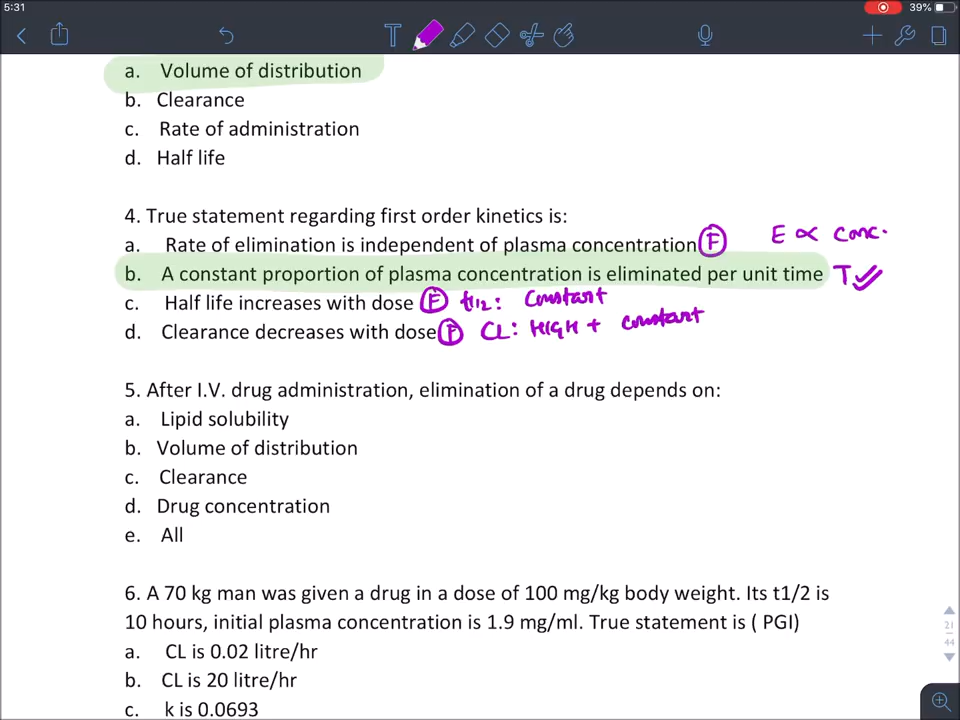 5:31
39%
T
a. Volume of distribution
b. Clearance
c. Rate of administration
d. Half life
4. True statement regarding first order kinetics is:
a. Rate of elimination is independent of plasma concentration F E ∝ conc.
b. A constant proportion of plasma concentration is eliminated per unit time T
c. Half life increases with dose F t1/2: constant
d. Clearance decreases with dose F CL: HIGH + constant
5. After I.V. drug administration, elimination of a drug depends on:
a. Lipid solubility
b. Volume of distribution
c. Clearance
d. Drug concentration
e. All
6. A 70 kg man was given a drug in a dose of 100 mg/kg body weight. Its t1/2 is
10 hours, initial plasma concentration is 1.9 mg/ml. True statement is ( PGI)
a. CL is 0.02 litre/hr
b. CL is 20 litre/hr
c. k is 0.0693
21
44